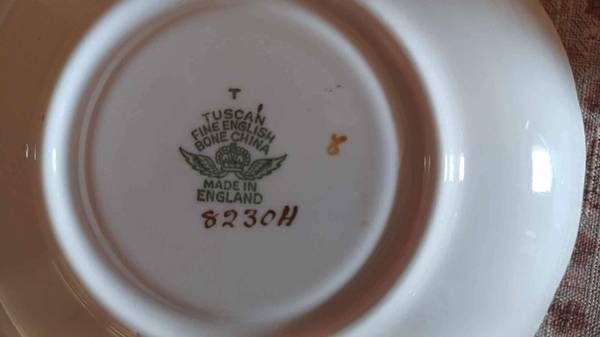 T
TUSCAN
FINE ENGLISH
BONE CHINA
MADE IN
ENGLAND
8230H
8